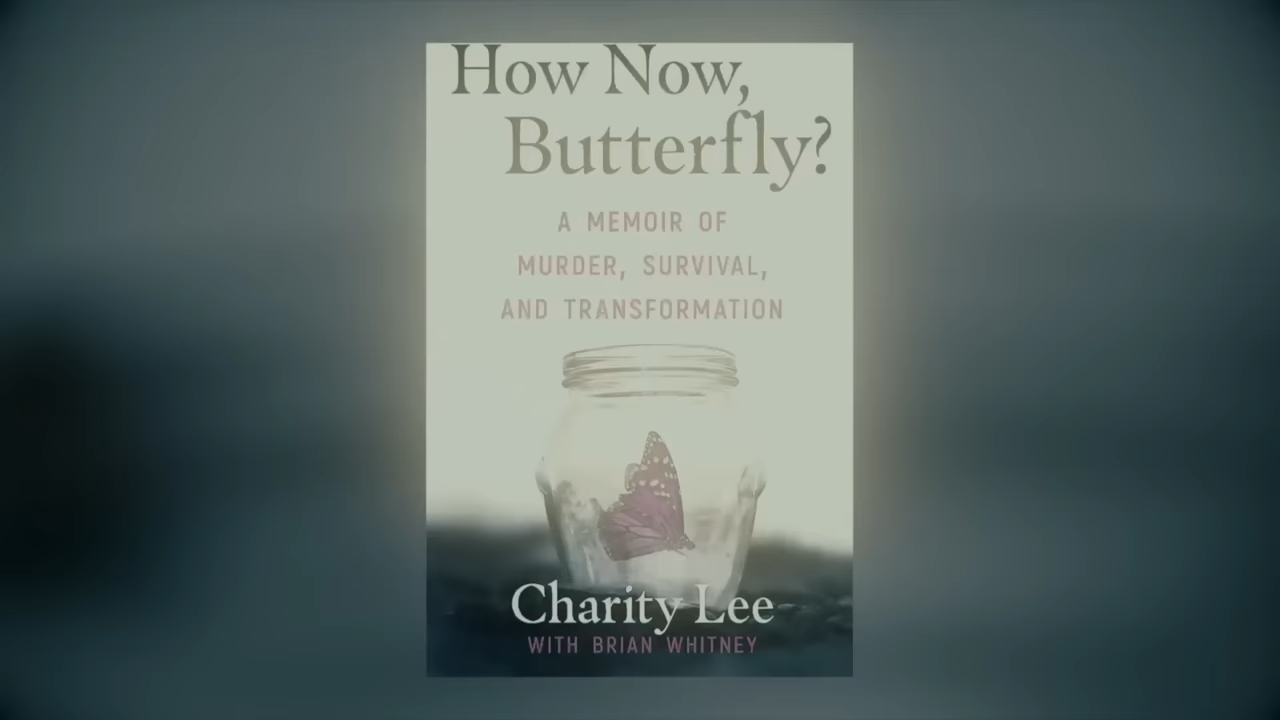 How Now,
Butterfly?
A MEMOIR OF
MURDER, SURVIVAL,
AND TRANSFORMATION
Charity Lee
WITH BRIAN WHITNEY